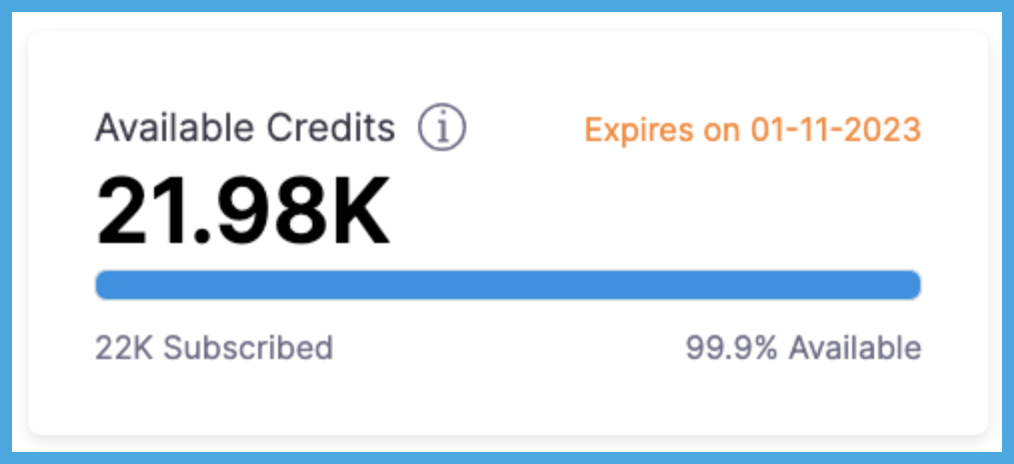 Available Credits
Expires on 01-11-2023
21.98K
22K Subscribed
99.9% Available